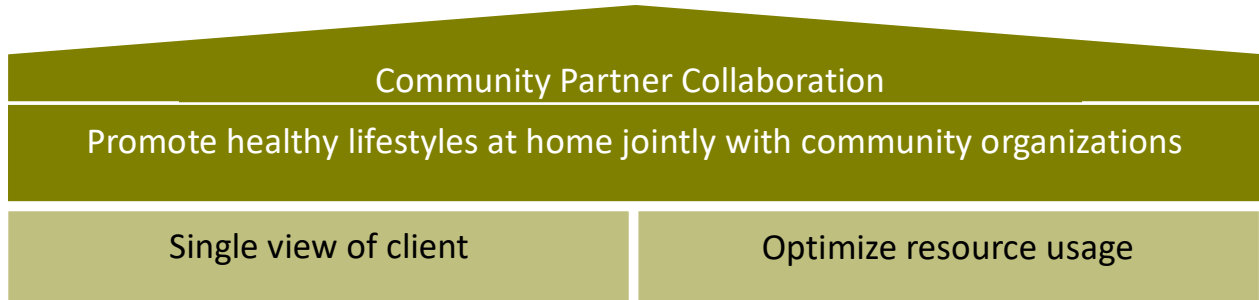 Community Partner Collaboration
Promote healthy lifestyles at home jointly with community organizations
Single view of client
Optimize resource usage